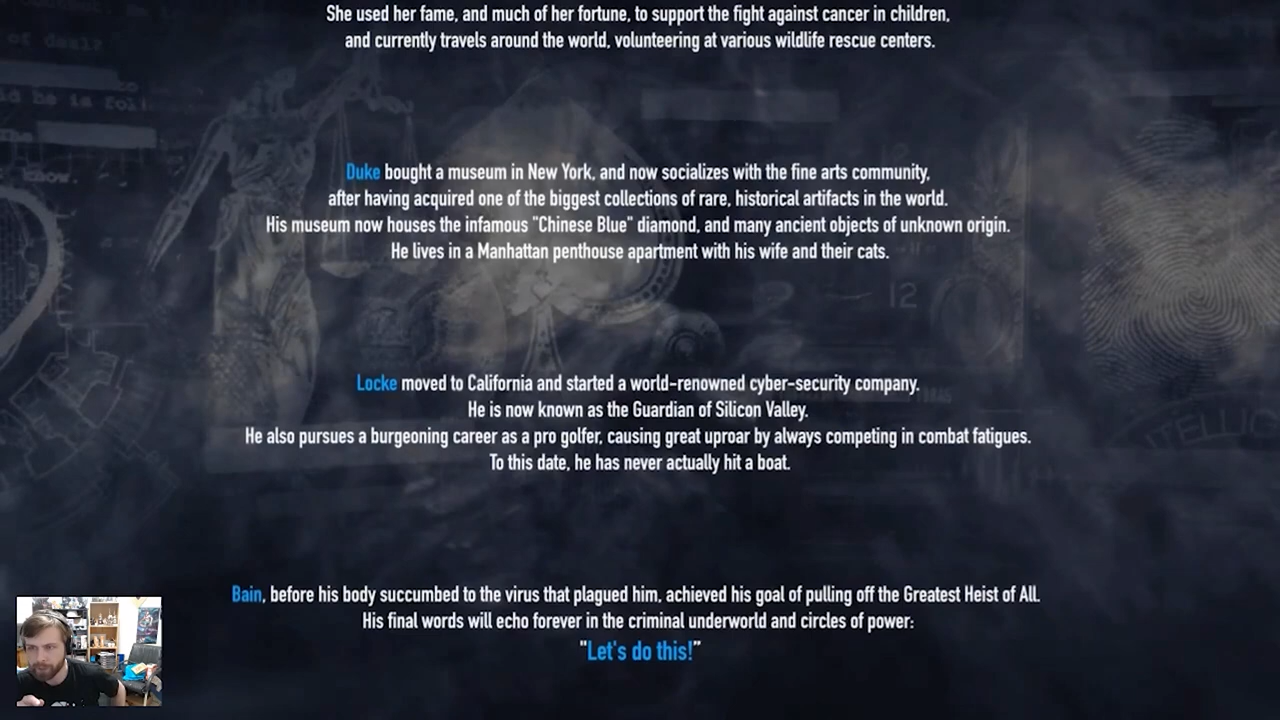 She used her fame, and much of her fortune, to support the fight against cancer in children,
and currently travels around the world, volunteering at various wildlife rescue centers.
of deal?
know.
12
Duke bought a museum in New York, and now socializes with the fine arts community,
after having acquired one of the biggest collections of rare, historical artifacts in the world.
His museum now houses the infamous "Chinese Blue" diamond, and many ancient objects of unknown origin.
He lives in a Manhattan penthouse apartment with his wife and their cats.
Locke moved to California and started a world-renowned cyber-security company.
He is now known as the Guardian of Silicon Valley.
He also pursues a burgeoning career as a pro golfer, causing great uproar by always competing in combat fatigues.
To this date, he has never actually hit a boat.
Bain, before his body succumbed to the virus that plagued him, achieved his goal of pulling off the Greatest Heist of All.
His final words will echo forever in the criminal underworld and circles of power:
"Let's do this!”